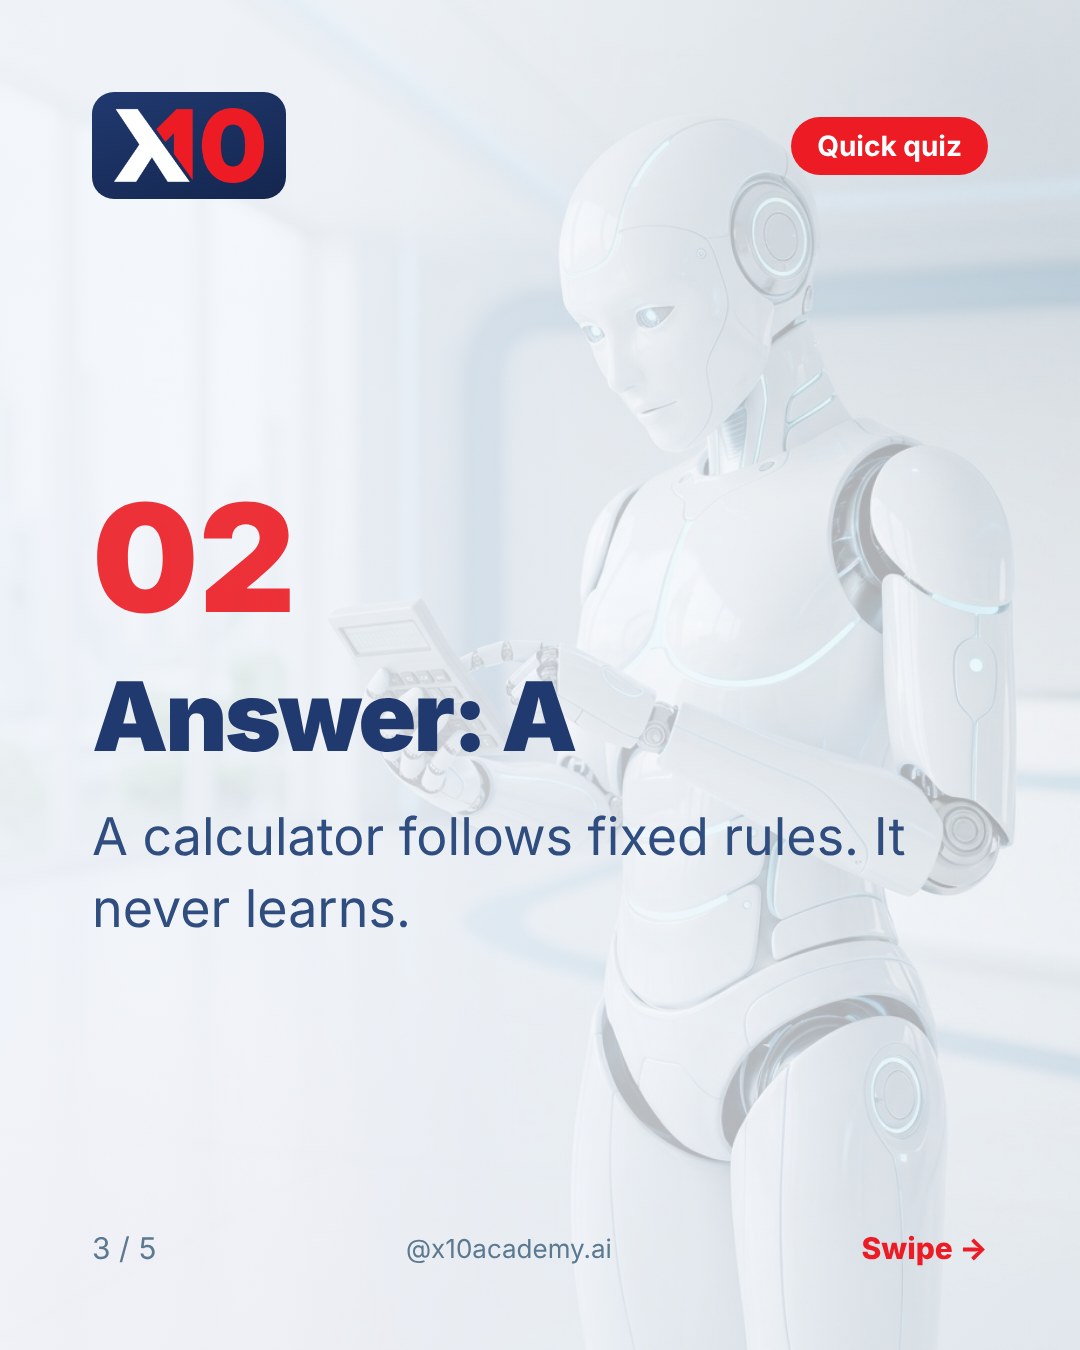 X10
Quick quiz
02
Answer: A
A calculator follows fixed rules. It
never learns.
3 / 5
@x10academy.ai
Swipe →